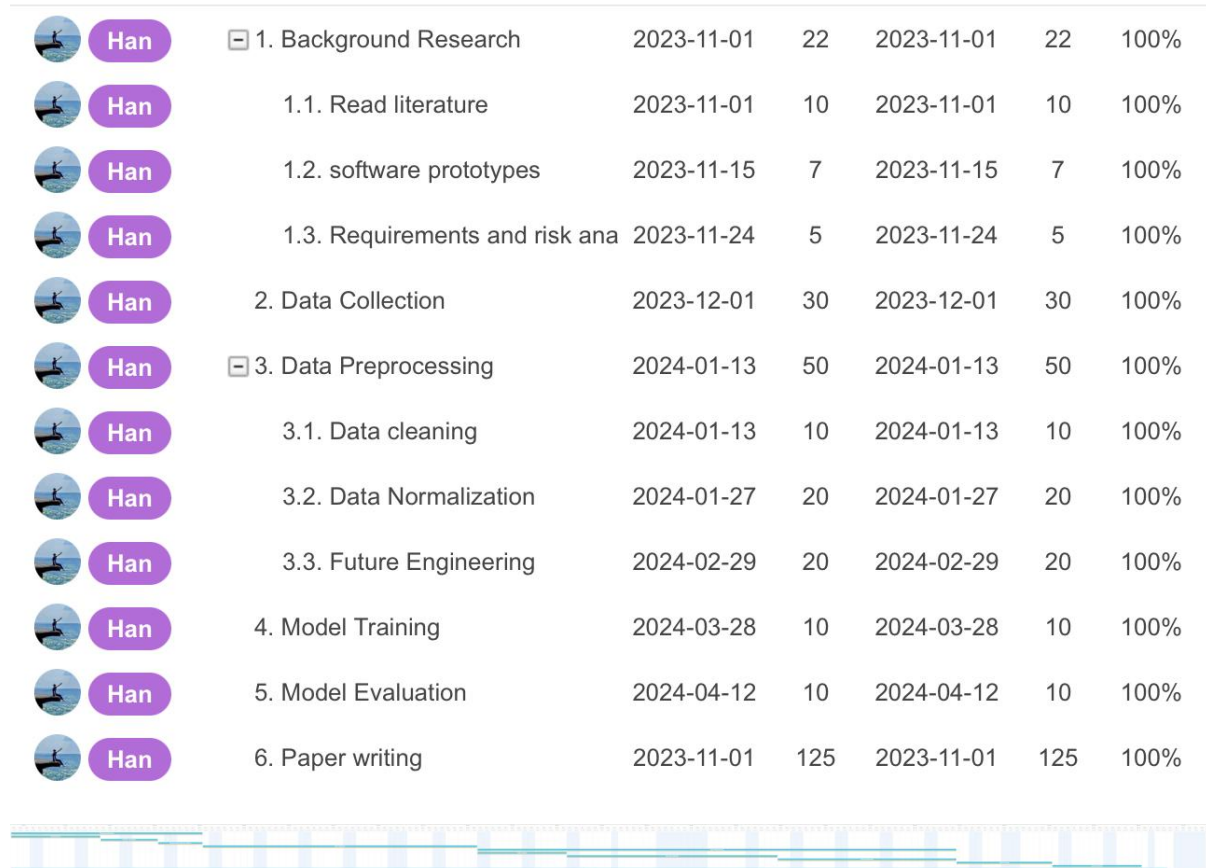 Han 1. Background Research 2023-11-01 22 2023-11-01 22 100%
Han 1.1. Read literature 2023-11-01 10 2023-11-01 10 100%
Han 1.2. software prototypes 2023-11-15 7 2023-11-15 7 100%
Han 1.3. Requirements and risk ana 2023-11-24 5 2023-11-24 5 100%
Han 2. Data Collection 2023-12-01 30 2023-12-01 30 100%
Han 3. Data Preprocessing 2024-01-13 50 2024-01-13 50 100%
Han 3.1. Data cleaning 2024-01-13 10 2024-01-13 10 100%
Han 3.2. Data Normalization 2024-01-27 20 2024-01-27 20 100%
Han 3.3. Future Engineering 2024-02-29 20 2024-02-29 20 100%
Han 4. Model Training 2024-03-28 10 2024-03-28 10 100%
Han 5. Model Evaluation 2024-04-12 10 2024-04-12 10 100%
Han 6. Paper writing 2023-11-01 125 2023-11-01 125 100%